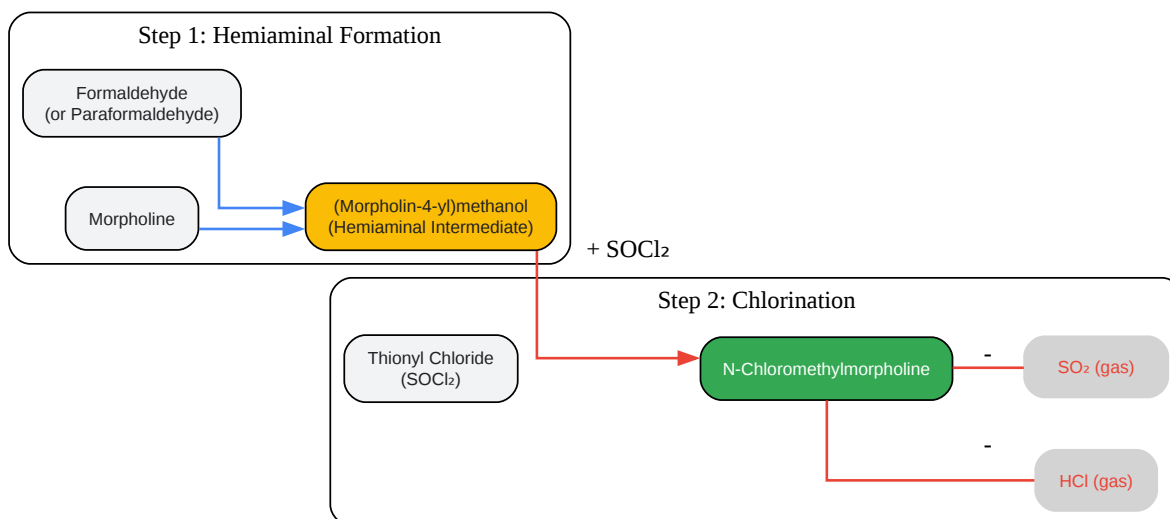 Step 1: Hemiaminal Formation
Formaldehyde
(or Paraformaldehyde)
Morpholine
(Morpholin-4-yl)methanol
(Hemiaminal Intermediate)
+ SOCl₂
Step 2: Chlorination
Thionyl Chloride
(SOCl₂)
N-Chloromethylmorpholine
-
SO₂ (gas)
-
HCl (gas)